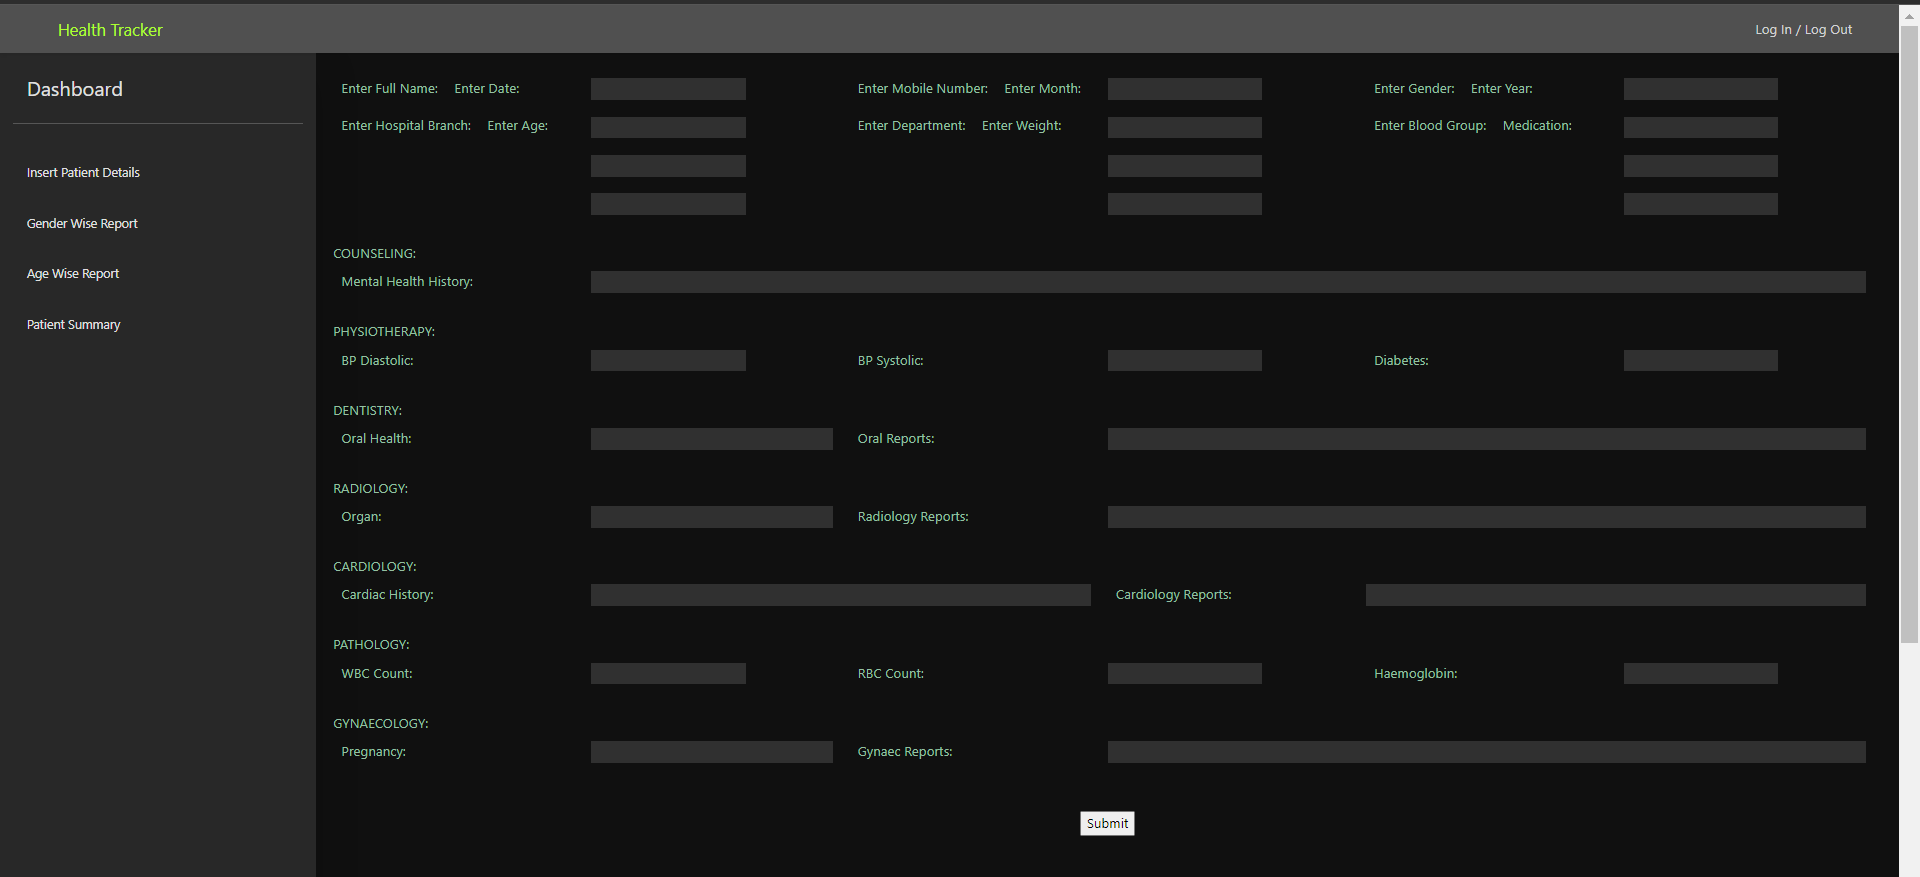 Health Tracker
Log In / Log Out
Dashboard
Insert Patient Details
Gender Wise Report
Age Wise Report
Patient Summary
Enter Full Name: Enter Date: Enter Mobile Number: Enter Month: Enter Gender: Enter Year:
Enter Hospital Branch: Enter Age: Enter Department: Enter Weight: Enter Blood Group: Medication:
COUNSELING:
Mental Health History:
PHYSIOTHERAPY:
BP Diastolic: BP Systolic: Diabetes:
DENTISTRY:
Oral Health: Oral Reports:
RADIOLOGY:
Organ: Radiology Reports:
CARDIOLOGY:
Cardiac History: Cardiology Reports:
PATHOLOGY:
WBC Count: RBC Count: Haemoglobin:
GYNAECOLOGY:
Pregnancy: Gynaec Reports:
Submit